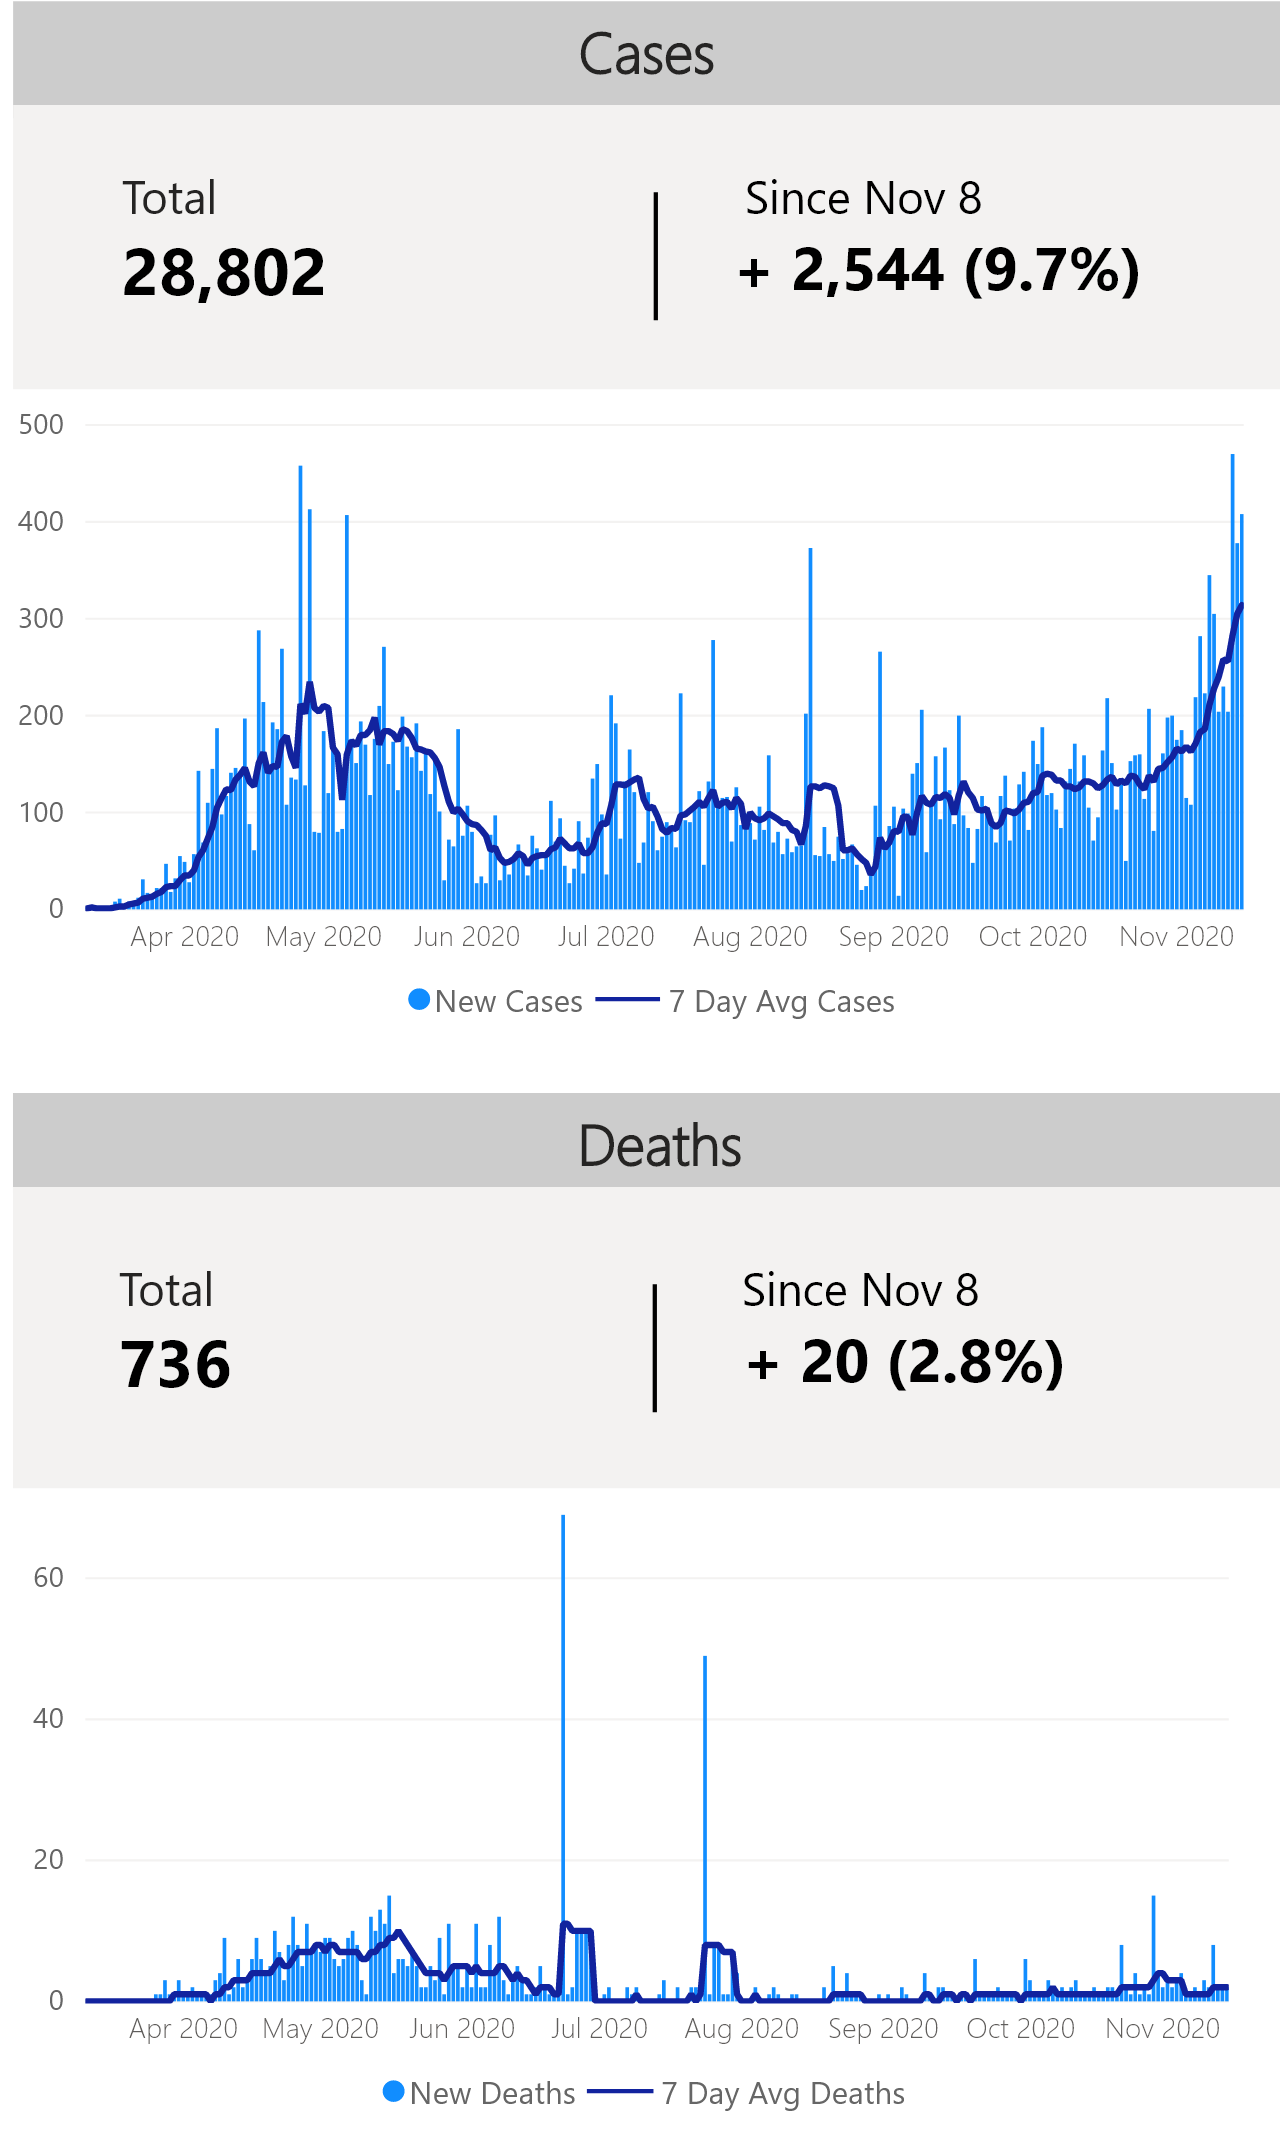 Cases
Total
Since Nov 8
28,802
+ 2,544 (9.7%)
500
400
300
200
100
0
Apr 2020 May 2020 Jun 2020 Jul 2020 Aug 2020 Sep 2020 Oct 2020 Nov 2020
New Cases 7 Day Avg Cases
Deaths
Total
Since Nov 8
736
+ 20 (2.8%)
60
40
20
0
Apr 2020 May 2020 Jun 2020 Jul 2020 Aug 2020 Sep 2020 Oct 2020 Nov 2020
New Deaths 7 Day Avg Deaths